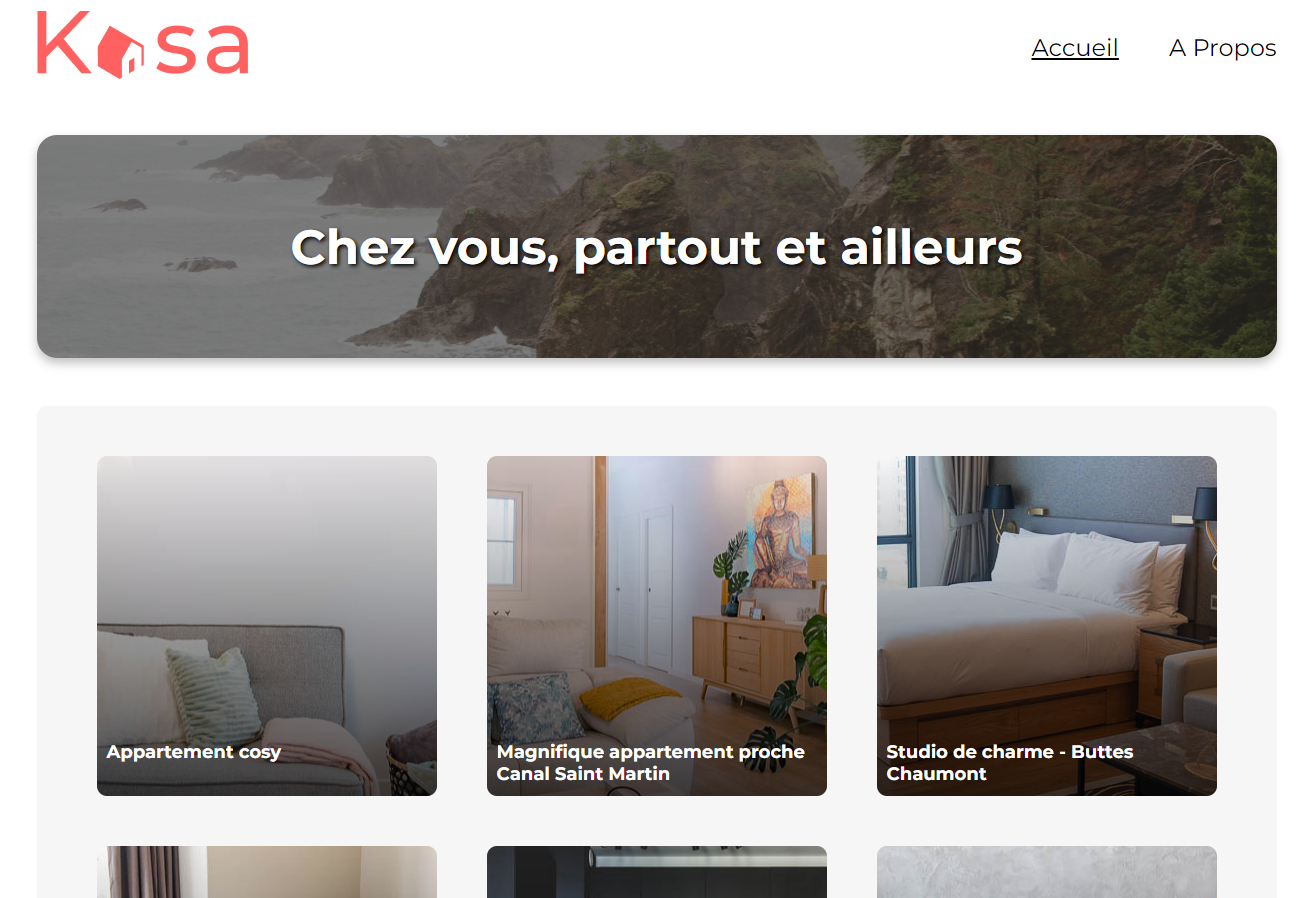 Kasa
Accueil
A Propos
Chez vous, partout et ailleurs
Appartement cosy
Magnifique appartement proche
Canal Saint Martin
Studio de charme - Buttes
Chaumont